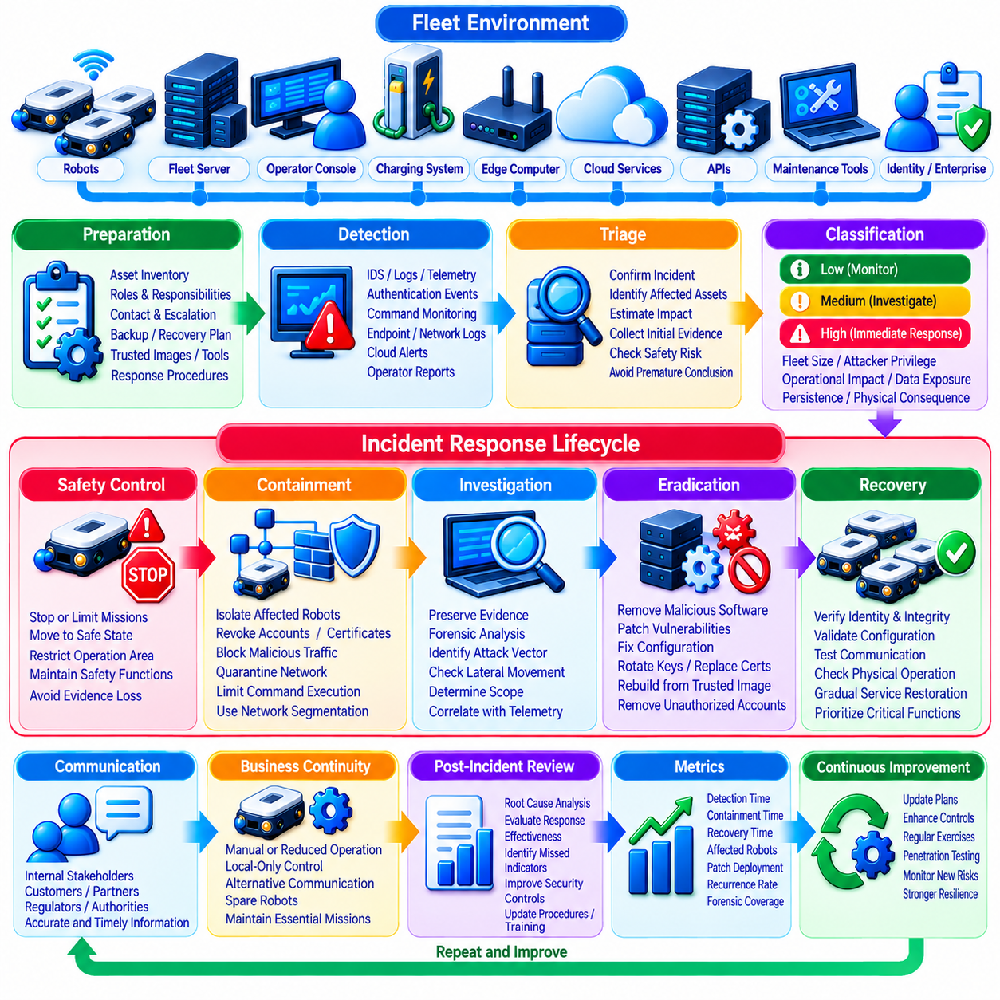 Fleet Environment
Robots
Fleet Server
Operator Console
Charging System
Edge Computer
Cloud Services
APIs
Maintenance Tools
Identity / Enterprise
Preparation
Asset Inventory
Roles & Responsibilities
Contact & Escalation
Backup / Recovery Plan
Trusted Images / Tools
Response Procedures
Detection
IDS / Logs / Telemetry
Authentication Events
Command Monitoring
Endpoint / Network Logs
Cloud Alerts
Operator Reports
Triage
Confirm Incident
Identify Affected Assets
Estimate Impact
Collect Initial Evidence
Check Safety Risk
Avoid Premature Conclusion
Classification
Low (Monitor)
Medium (Investigate)
High (Immediate Response)
Fleet Size / Attacker Privilege
Operational Impact / Data Exposure
Persistence / Physical Consequence
Incident Response Lifecycle
Safety Control
STOP
Stop or Limit Missions
Move to Safe State
Restrict Operation Area
Maintain Safety Functions
Avoid Evidence Loss
Containment
Isolate Affected Robots
Revoke Accounts / Certificates
Block Malicious Traffic
Quarantine Network
Limit Command Execution
Use Network Segmentation
Investigation
Preserve Evidence
Forensic Analysis
Identify Attack Vector
Check Lateral Movement
Determine Scope
Correlate with Telemetry
Eradication
Remove Malicious Software
Patch Vulnerabilities
Fix Configuration
Rotate Keys / Replace Certs
Rebuild from Trusted Image
Remove Unauthorized Accounts
Recovery
Verify Identity & Integrity
Validate Configuration
Test Communication
Check Physical Operation
Gradual Service Restoration
Prioritize Critical Functions
Communication
Internal Stakeholders
Customers / Partners
Regulators / Authorities
Accurate and Timely Information
Business Continuity
Manual or Reduced Operation
Local-Only Control
Alternative Communication
Spare Robots
Maintain Essential Missions
Post-Incident Review
Root Cause Analysis
Evaluate Response
Effectiveness
Identify Missed
Indicators
Improve Security
Controls
Update Procedures /
Training
Metrics
Detection Time
Containment Time
Recovery Time
Affected Robots
Patch Deployment
Recurrence Rate
Forensic Coverage
Continuous Improvement
Update Plans
Enhance Controls
Regular Exercises
Penetration Testing
Monitor New Risks
Stronger Resilience
Repeat and Improve